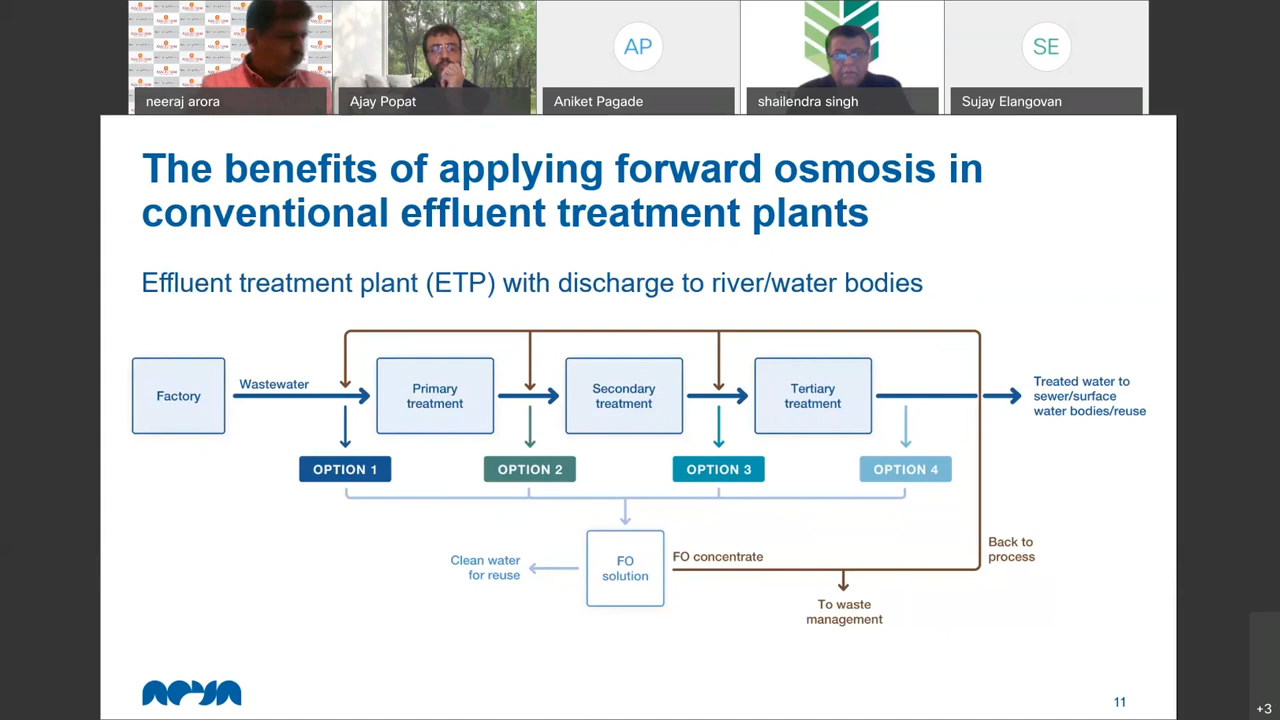 neeraj arora
Ajay Popat
AP
Aniket Pagade
shailendra singh
SE
Sujay Elangovan
The benefits of applying forward osmosis in
conventional effluent treatment plants
Effluent treatment plant (ETP) with discharge to river/water bodies
Factory
Wastewater
Primary
treatment
Secondary
treatment
Tertiary
treatment
Treated water to
sewer/surface
water bodies/reuse
OPTION 1
OPTION 2
OPTION 3
OPTION 4
Clean water
for reuse
FO
solution
FO concentrate
Back to
process
To waste
management
11
+3